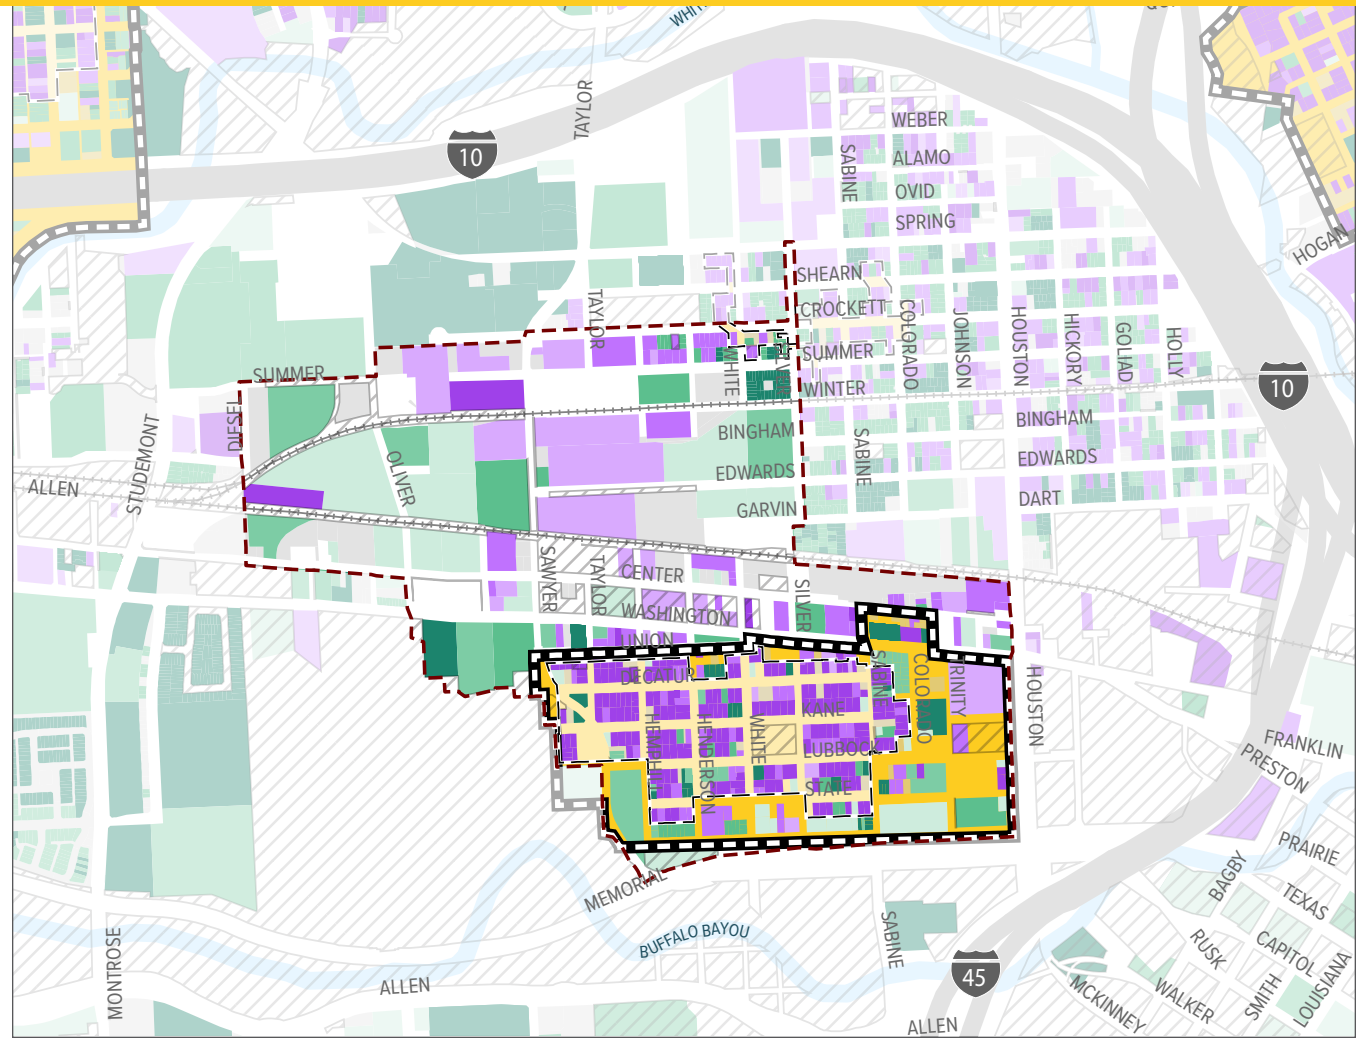 TAYLOR
10
WEBER
ALAMO
SABINE
OVID
SPRING
HOGAN
SHEARN
CROCKETT
TAYLOR
COLORADO
JOHNSON
HOUSTON
HICKORY
GOLIAD
HOLLY
SUMMER
WHITE
SUMMER
WINTER
10
DIESEL
STUDEMONT
OLIVER
BINGHAM
BINGHAM
SABINE
EDWARDS
EDWARDS
ALLEN
GARVIN
DART
SAWYER
TAYLOR
CENTER
SILVER
WASHINGTON
UNION
DECATUR
SABINE
COLORADO
TRINITY
HOUSTON
HEMPHILL
HENDERSON
WHITE
KANE
LUBBOCK
STATE
FRANKLIN
PRESTON
PRAIRIE
BAGBY
TEXAS
MEMORIAL
MONTROSE
BUFFALO BAYOU
SABINE
RUSK
CAPITOL
LOUISIANA
45
ALLEN
MCKINNEY
WALKER
SMITH
ALLEN